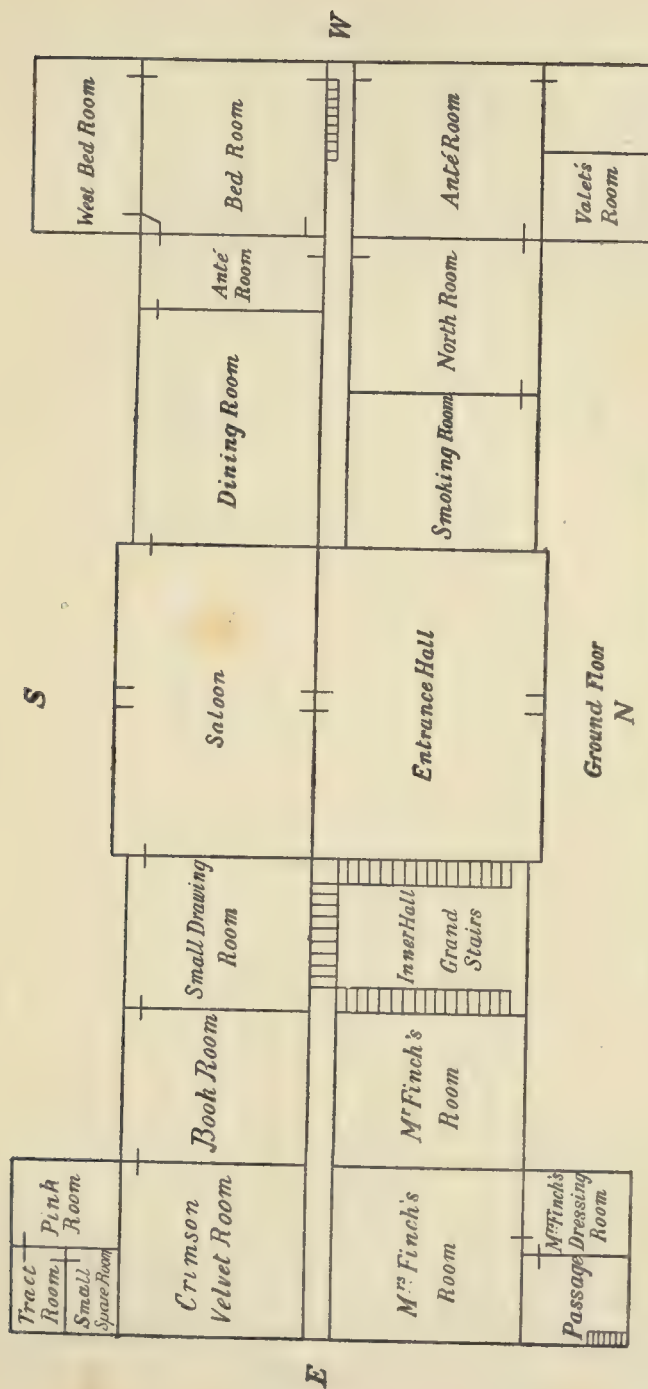 S
W
E
West Bed Room
Bed Room
Anté
Room
Dining Room
Saloon
Small Drawing
Room
Book Room
Crimson
Velvet Room
Pink
Room
Tract
Room
Small
Spare Room
Anté Room
Valet's
Room
North Room
Smoking Room
Entrance Hall
Inner Hall
Grand
Stairs
Mr Finch's
Room
Mrs Finch's
Room
Mrs Finch's
Dressing
Room
Passage
Ground Floor
N